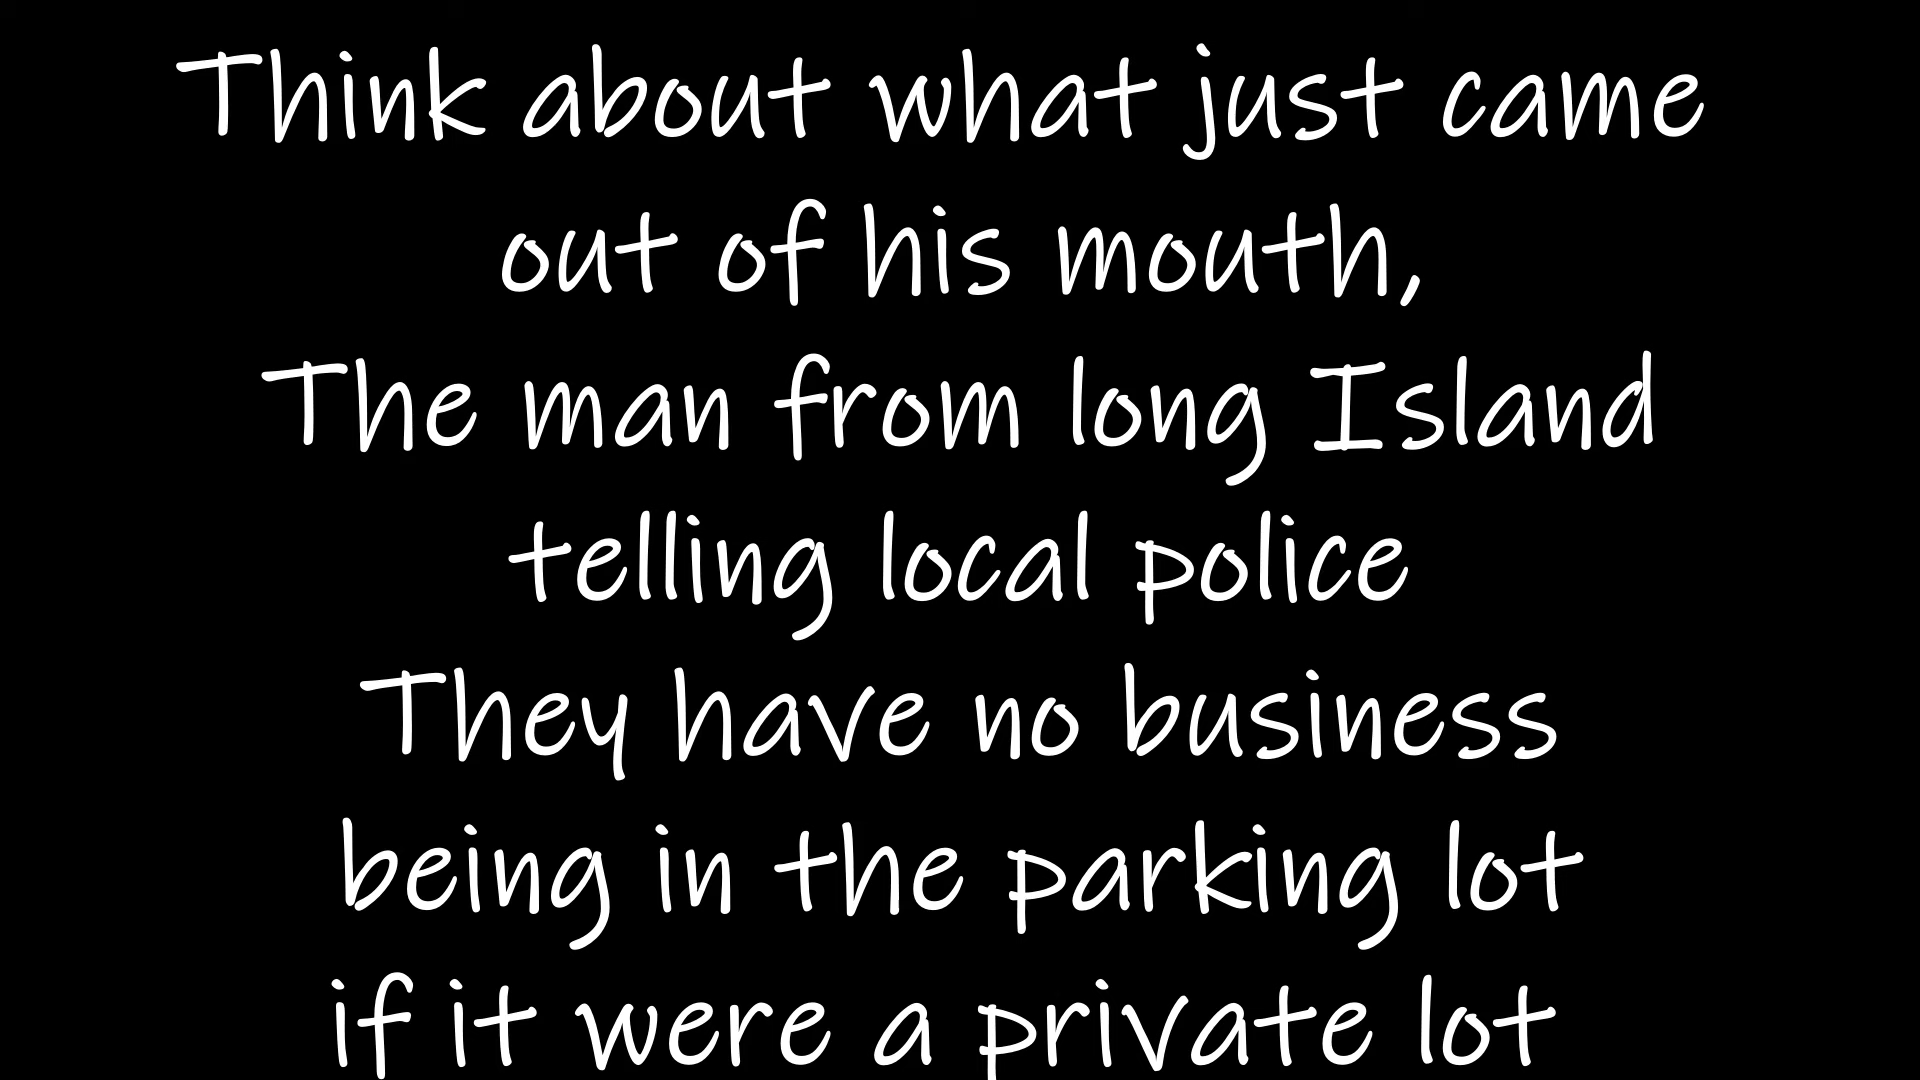 Think about what just came
out of his mouth,
The man from long Island
telling local police
They have no business
being in the parking lot
if it were a private lot